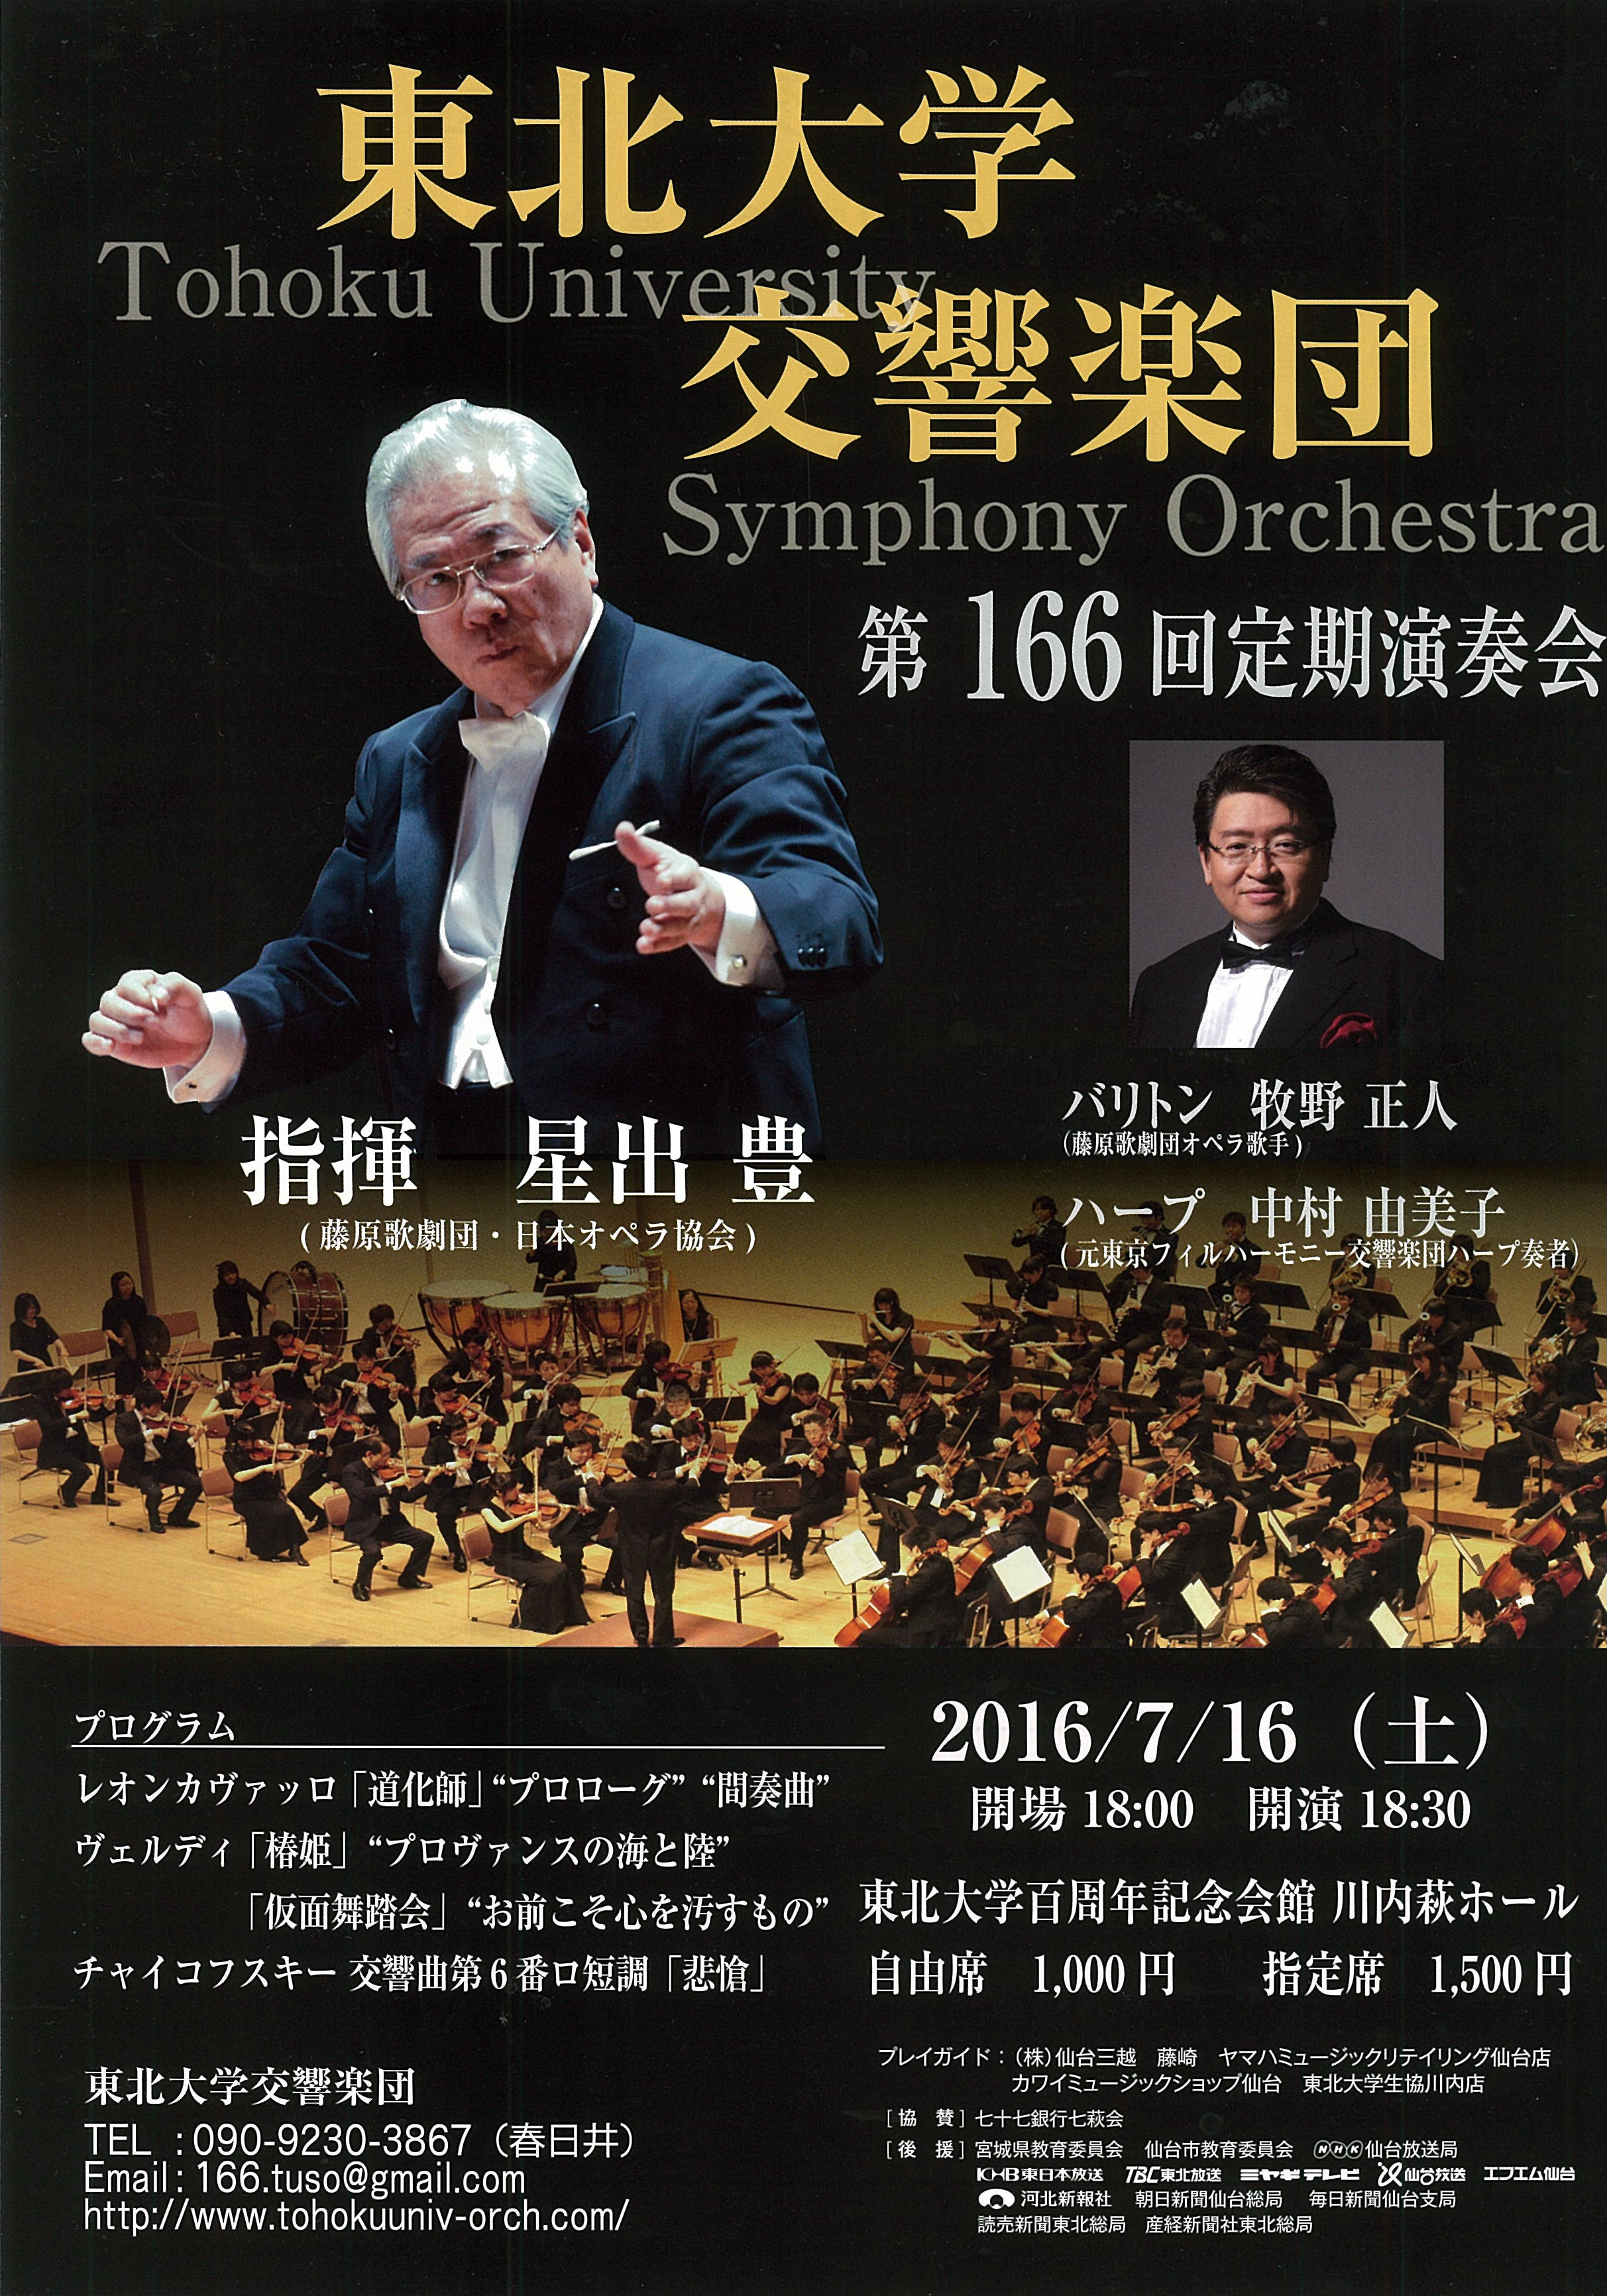 東北大学
Tohoku University
交響楽団
Symphony Orchestra
第166回定期演奏会
バリトン 牧野 正人
(藤原歌劇団オペラ歌手)
指揮 星出 豊
(藤原歌劇団・日本オペラ協会)
ハープ 中村 由美子
(元東京フィルハーモニー交響楽団ハープ奏者)
プログラム
レオンカヴァッロ「道化師」“プロローグ” “間奏曲”
ヴェルディ「椿姫」“プロヴァンスの海と陸”
「仮面舞踏会」“お前こそ心を汚すもの”
チャイコフスキー 交響曲第6番ロ短調「悲愴」
2016/7/16（土）
開場 18:00 開演 18:30
東北大学百周年記念会館 川内萩ホール
自由席 1,000円 指定席 1,500円
東北大学交響楽団
TEL :090-9230-3867（春日井）
Email: 166.tuso@gmail.com
http://www.tohokuuniv-orch.com/
プレイガイド：（株）仙台三越 藤崎 ヤマハミュージックリテイリング仙台店
カワイミュージックショップ仙台 東北大学生協川内店
[協 賛] 七十七銀行七萩会
[後 援] 宮城県教育委員会 仙台市教育委員会 NHK仙台放送局
KHB東日本放送 TBC東北放送 ミヤギテレビ 仙台放送 エフエム仙台
河北新報社 朝日新聞仙台総局 毎日新聞仙台支局
読売新聞東北総局 産経新聞社東北総局